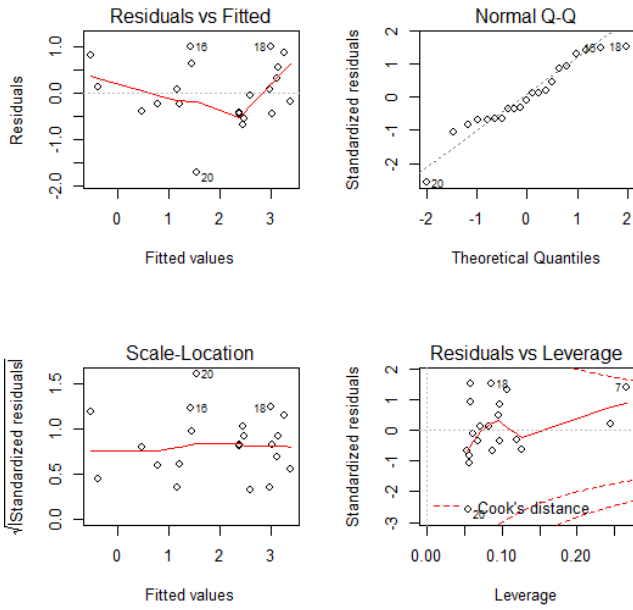 Residuals vs Fitted
Residuals
1.0
0.0
-1.0
-2.0
16
18
20
0 1 2 3
Fitted values
Normal Q-Q
Standardized residuals
2
1
0
-1
-2
16 18
20
-2 -1 0 1 2
Theoretical Quantiles
Scale-Location
√|Standardized residuals|
1.5
1.0
0.5
0.0
20
16
18
0 1 2 3
Fitted values
Residuals vs Leverage
Standardized residuals
2
1
0
-1
-2
-3
18
7
20
Cook's distance
0.00 0.10 0.20
Leverage